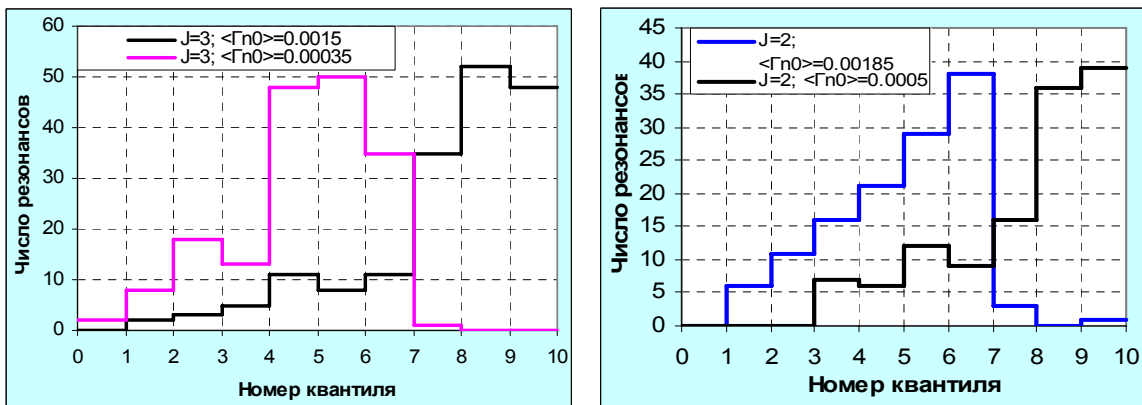 60
50
40
30
20
10
0
Число резонансов
J=3; <Гn0>=0.0015
J=3; <Гn0>=0.00035
0 1 2 3 4 5 6 7 8 9 10
Номер квантиля
45
40
35
30
25
20
15
10
5
0
Число резонансов
J=2;
<Гn0>=0.00185
J=2; <Гn0>=0.0005
0 1 2 3 4 5 6 7 8 9 10
Номер квантиля